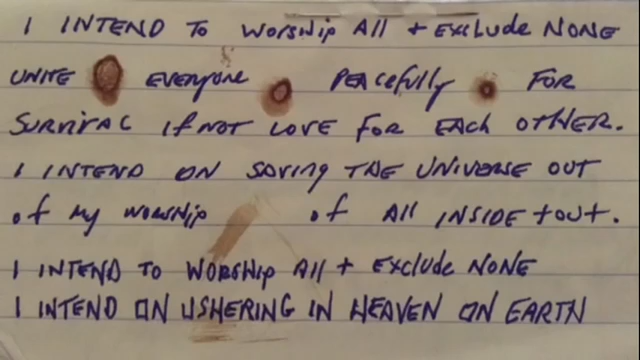 I INTEND TO WORSHIP All + ExCLUDE NONE
UNITE EVERYONE PEACEfully FOR
SURVIVAL if NOT LOVE FOR EACH OTHER.
I INTEND ON SAVING THE UNIVERSE OUT
of My WORSHIP of All INSIDE + OUT.
I INTEND TO WORSHIP All + Exclude NONE
I INTEND ON USHERING IN HEAVEN ON EARTH